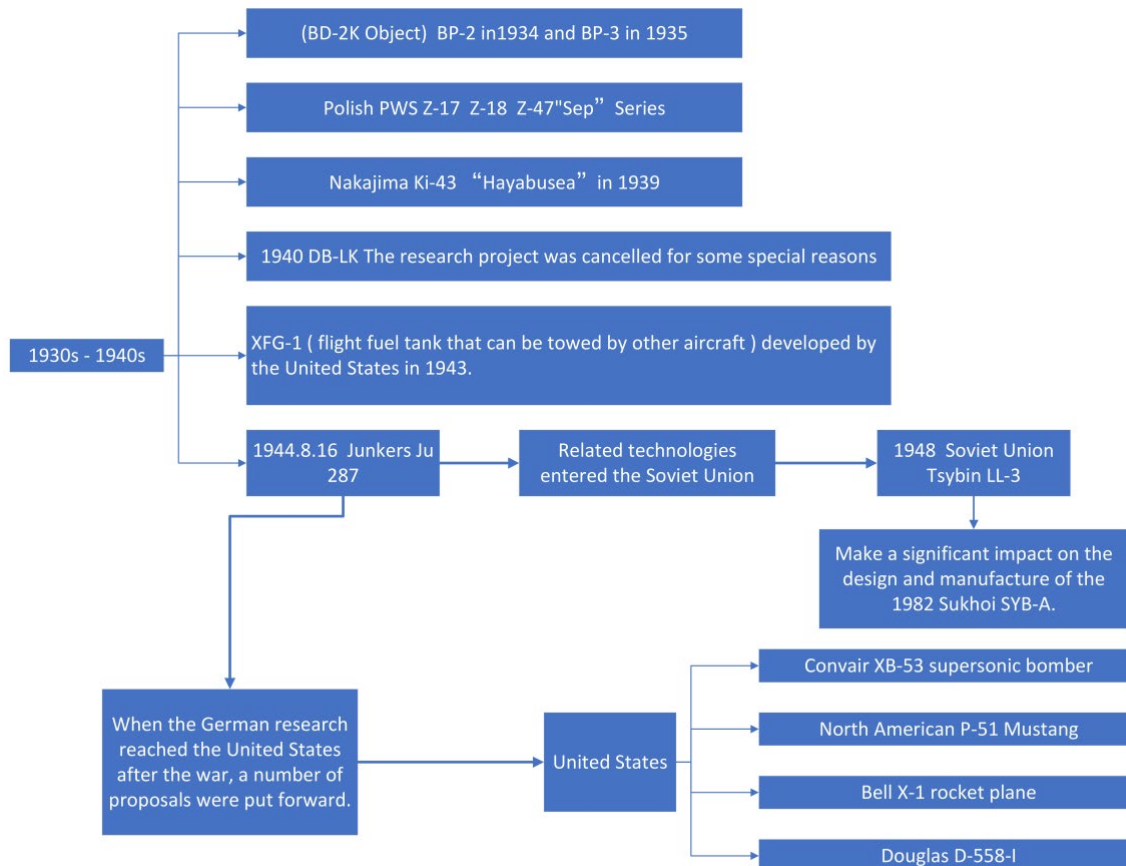 (BD-2K Object) BP-2 in1934 and BP-3 in 1935
Polish PWS Z-17 Z-18 Z-47"Sep” Series
Nakajima Ki-43 “Hayabusea” in 1939
1940 DB-LK The research project was cancelled for some special reasons
1930s - 1940s
XFG-1 ( flight fuel tank that can be towed by other aircraft ) developed by
the United States in 1943.
1944.8.16 Junkers Ju
287
Related technologies
entered the Soviet Union
1948 Soviet Union
Tsybin LL-3
Make a significant impact on the
design and manufacture of the
1982 Sukhoi SYB-A.
When the German research
reached the United States
after the war, a number of
proposals were put forward.
United States
Convair XB-53 supersonic bomber
North American P-51 Mustang
Bell X-1 rocket plane
Douglas D-558-I